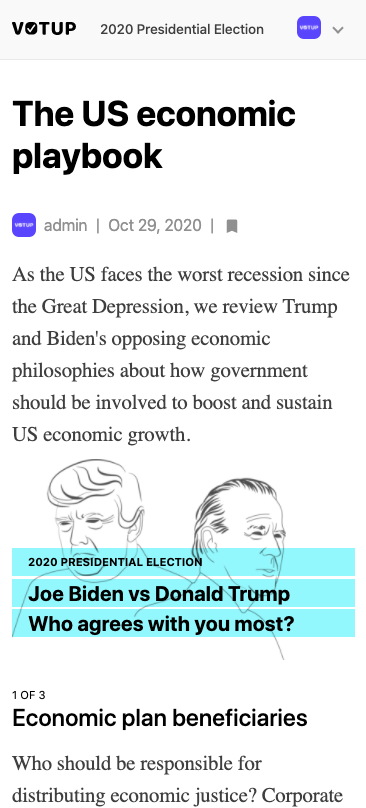 VOTUP
2020 Presidential Election
VOTUP
The US economic
playbook
VOTUP
admin | Oct 29, 2020 |
As the US faces the worst recession since
the Great Depression, we review Trump
and Biden's opposing economic
philosophies about how government
should be involved to boost and sustain
US economic growth.
2020 PRESIDENTIAL ELECTION
Joe Biden vs Donald Trump
Who agrees with you most?
1 OF 3
Economic plan beneficiaries
Who should be responsible for
distributing economic justice? Corporate